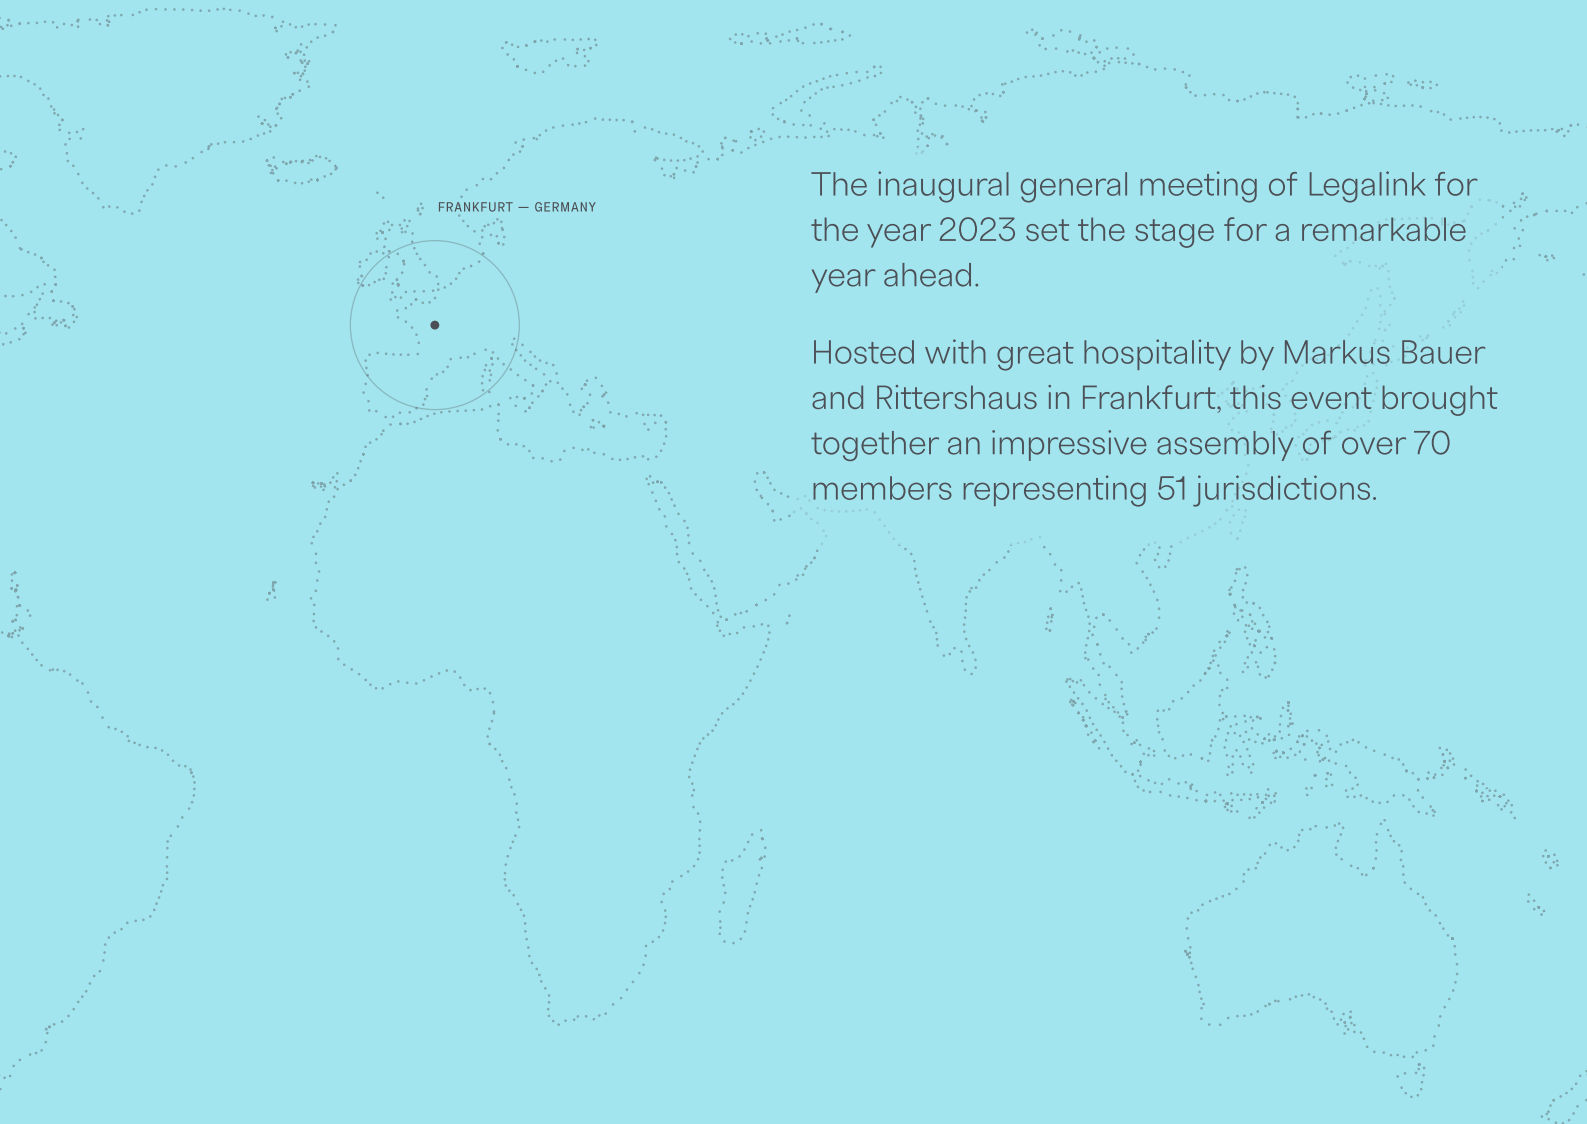 FRANKFURT — GERMANY
The inaugural general meeting of Legalink for
the year 2023 set the stage for a remarkable
year ahead.
Hosted with great hospitality by Markus Bauer
and Rittershaus in Frankfurt, this event brought
together an impressive assembly of over 70
members representing 51 jurisdictions.